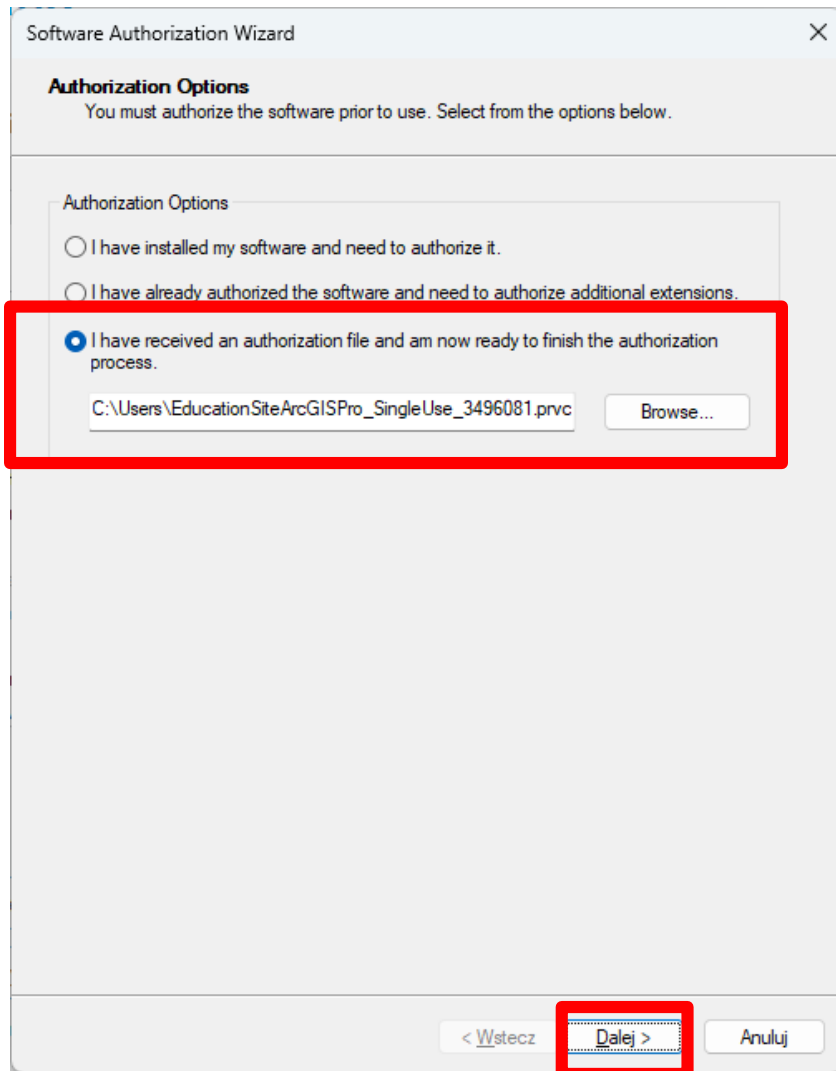 Software Authorization Wizard
Authorization Options
You must authorize the software prior to use. Select from the options below.
Authorization Options
I have installed my software and need to authorize it.
I have already authorized the software and need to authorize additional extensions.
I have received an authorization file and am now ready to finish the authorization
process.
C:\Users\EducationSiteArcGISPro_SingleUse_3496081.prvc
Browse...
< Wstecz
Dalej >
Anuluj